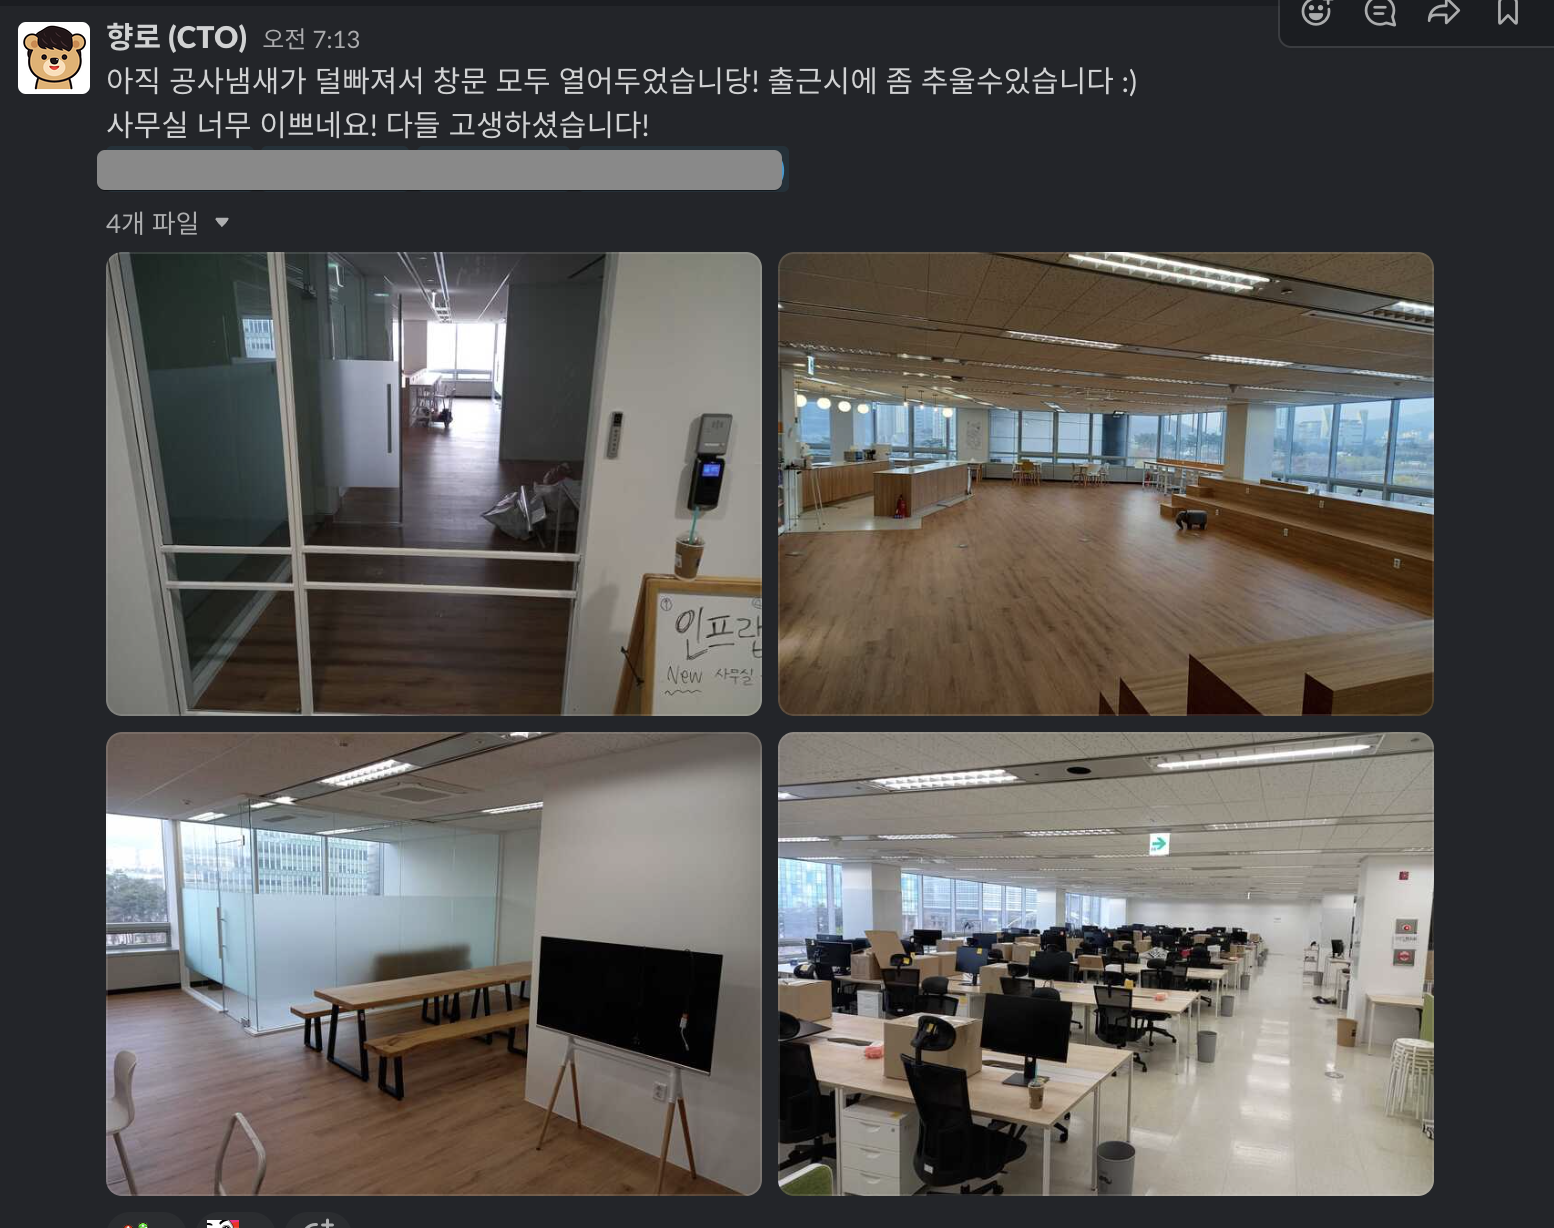 향로 (CTO) 오전 7:13
아직 공사냄새가 덜빠져서 창문 모두 열어두었습니당! 출근시에 좀 추울수있습니다 :)
사무실 너무 이쁘네요! 다들 고생하셨습니다!
4개 파일
인프랩
New 사무실